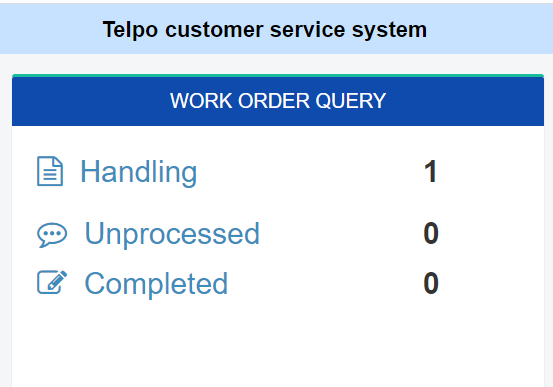 Telpo customer service system
WORK ORDER QUERY
Handling 1
Unprocessed 0
Completed 0